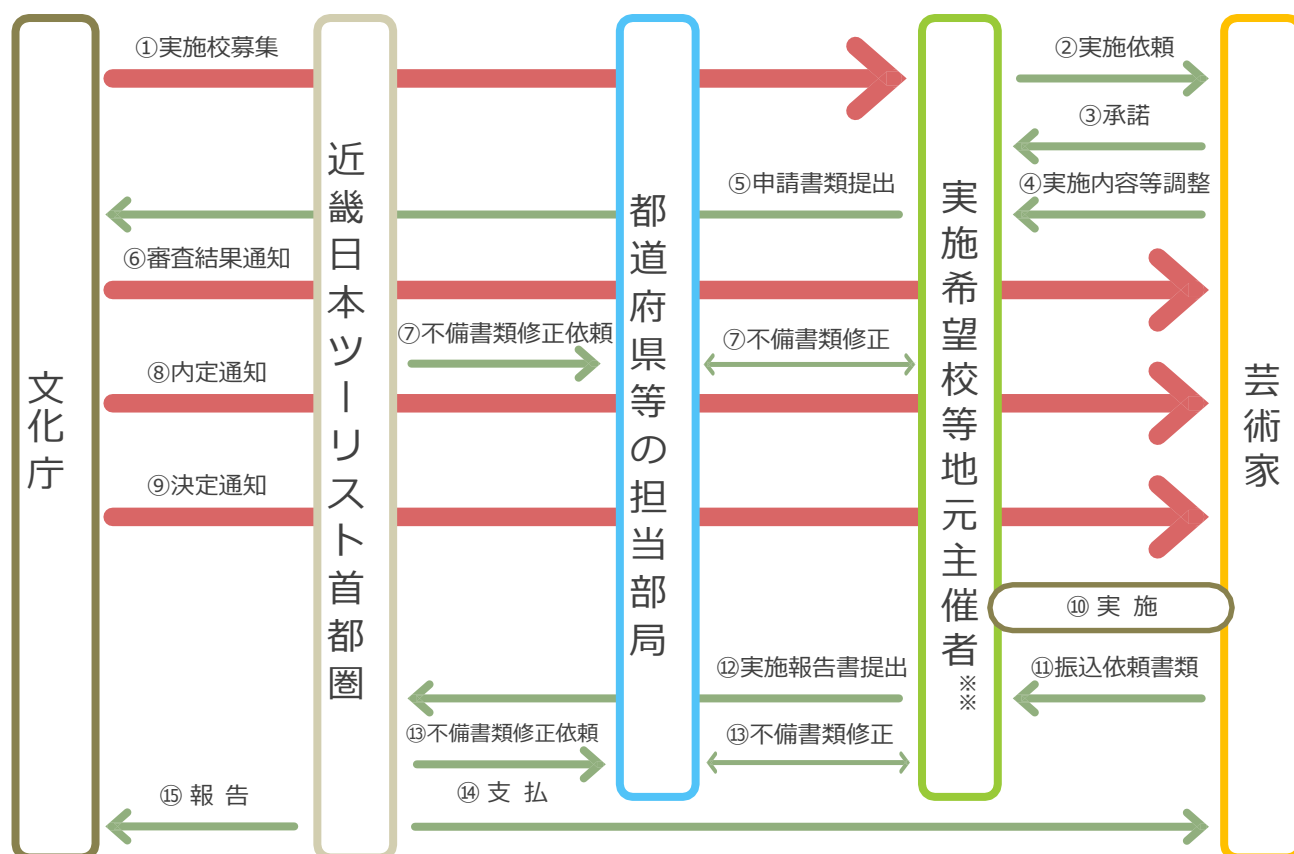 ①実施校募集
②実施依頼
③承諾
⑤申請書類提出
④実施内容等調整
⑥審査結果通知
⑦不備書類修正依頼
⑦不備書類修正
⑧内定通知
⑨決定通知
⑩ 実 施
⑫実施報告書提出
⑪振込依頼書類
⑬不備書類修正依頼
⑬不備書類修正
⑮ 報 告
⑭ 支 払
文化庁
近畿日本ツーリスト首都圏
都道府県等の担当部局
実施希望校等地元主催者※※
芸術家